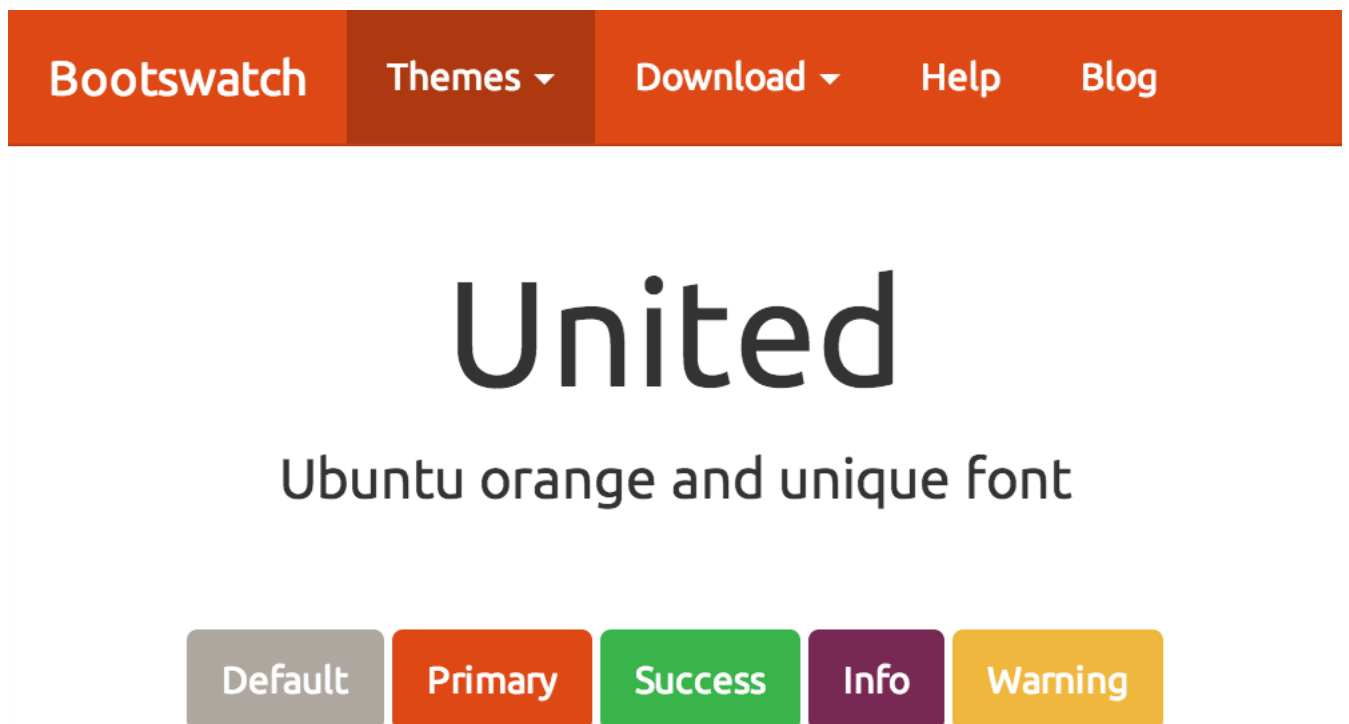 Bootswatch Themes Download Help Blog
United
Ubuntu orange and unique font
Default Primary Success Info Warning